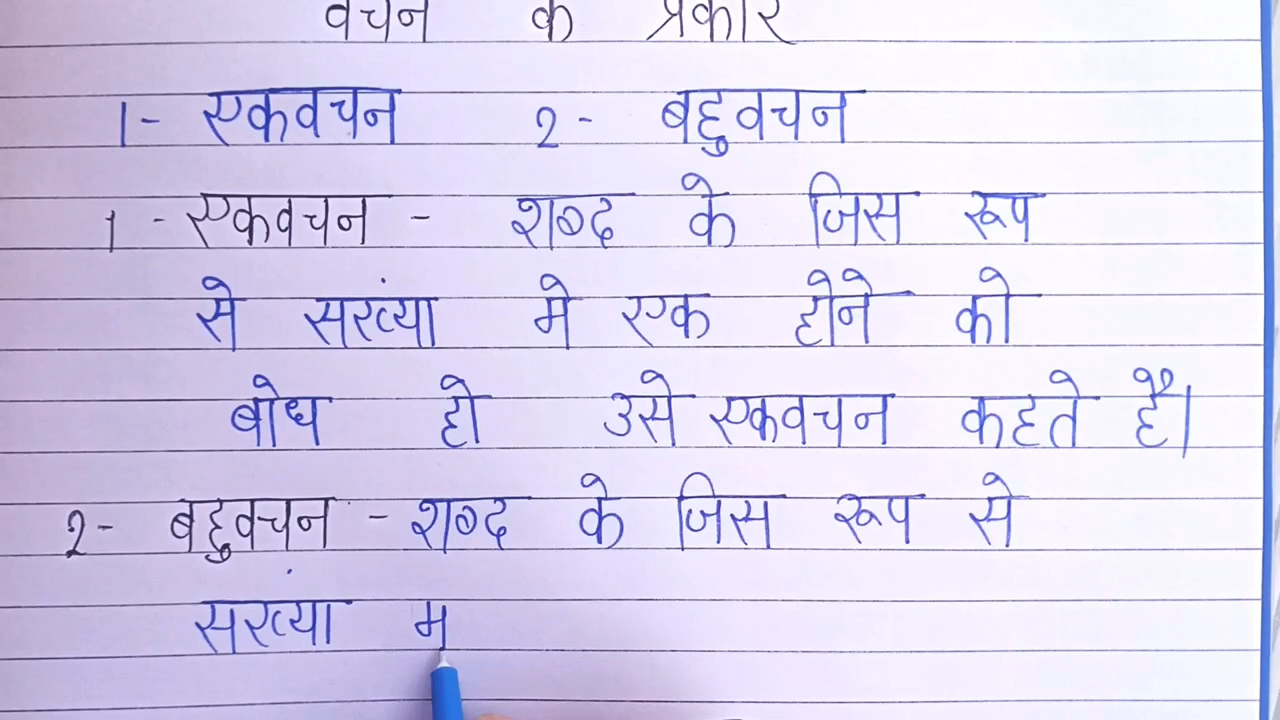 वचन के प्रकार
1- एकवचन 2- बहुवचन
1 - एकवचन - शब्द के जिस रूप
से सख्ंया मे एक होने को
बोध हो उसे एकवचन कहते है।
2- बहुवचन - शब्द के जिस रूप से
सख्ंया म